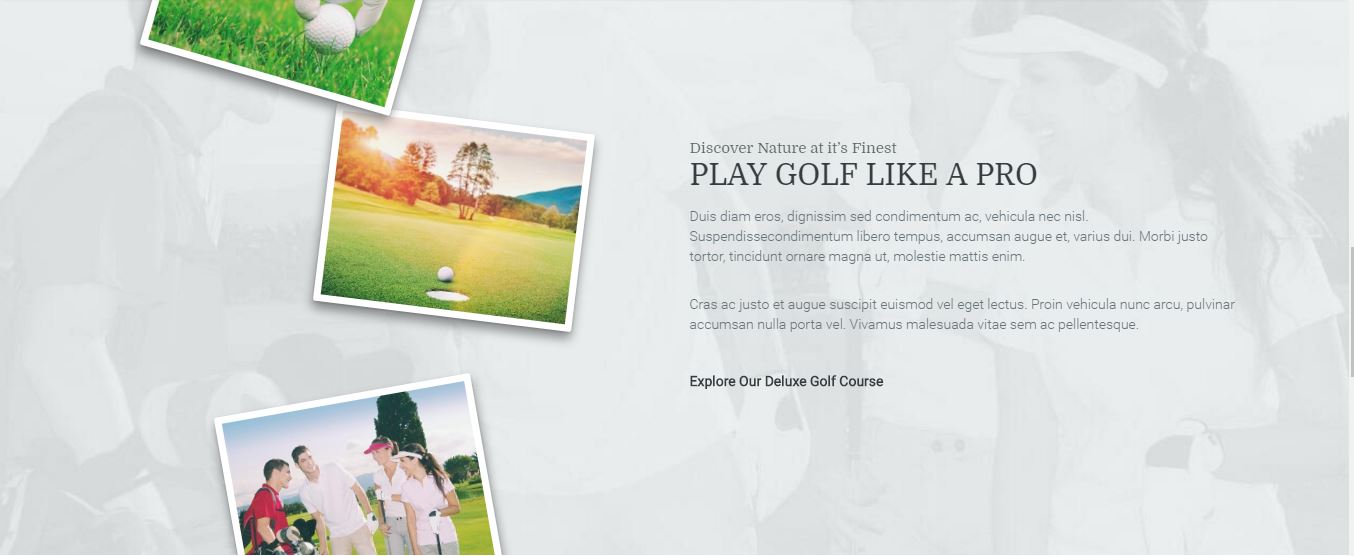 Discover Nature at it's Finest
PLAY GOLF LIKE A PRO
Duis diam eros, dignissim sed condimentum ac, vehicula nec nisl.
Suspendissecondimentum libero tempus, accumsan augue et, varius dui. Morbi justo
tortor, tincidunt ornare magna ut, molestie mattis enim.
Cras ac justo et augue suscipit euismod vel eget lectus. Proin vehicula nunc arcu, pulvinar
accumsan nulla porta vel. Vivamus malesuada vitae sem ac pellentesque.
Explore Our Deluxe Golf Course